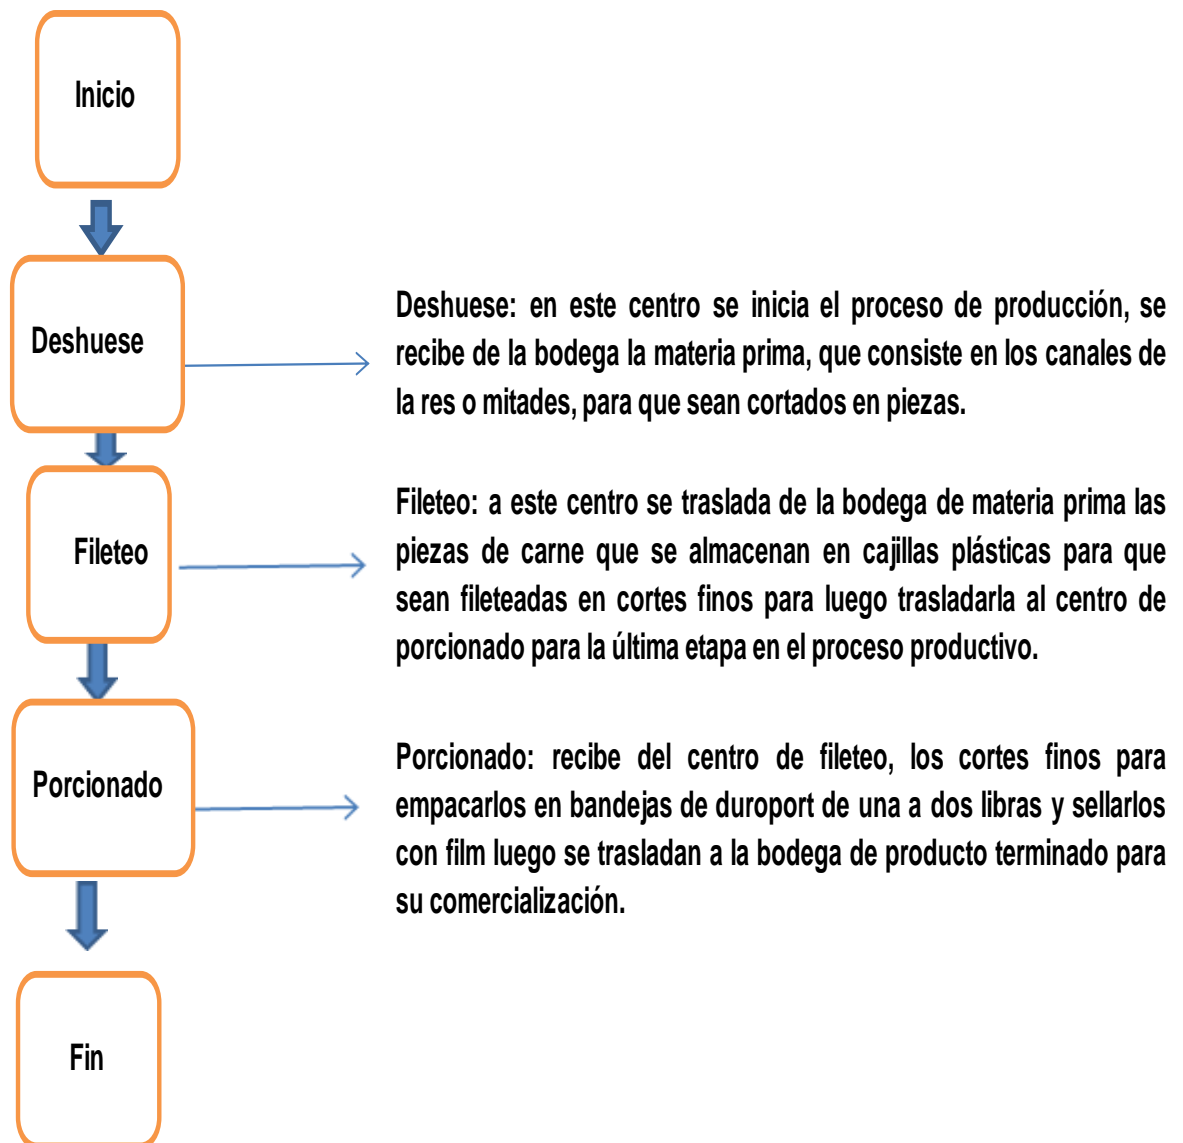 Inicio
Deshuese
Deshuese: en este centro se inicia el proceso de producción, se
recibe de la bodega la materia prima, que consiste en los canales de
la res o mitades, para que sean cortados en piezas.
Fileteo
Fileteo: a este centro se traslada de la bodega de materia prima las
piezas de carne que se almacenan en cajillas plásticas para que
sean fileteadas en cortes finos para luego trasladarla al centro de
porcionado para la última etapa en el proceso productivo.
Porcionado
Porcionado: recibe del centro de fileteo, los cortes finos para
empacarlos en bandejas de duroport de una a dos libras y sellarlos
con film luego se trasladan a la bodega de producto terminado para
su comercialización.
Fin